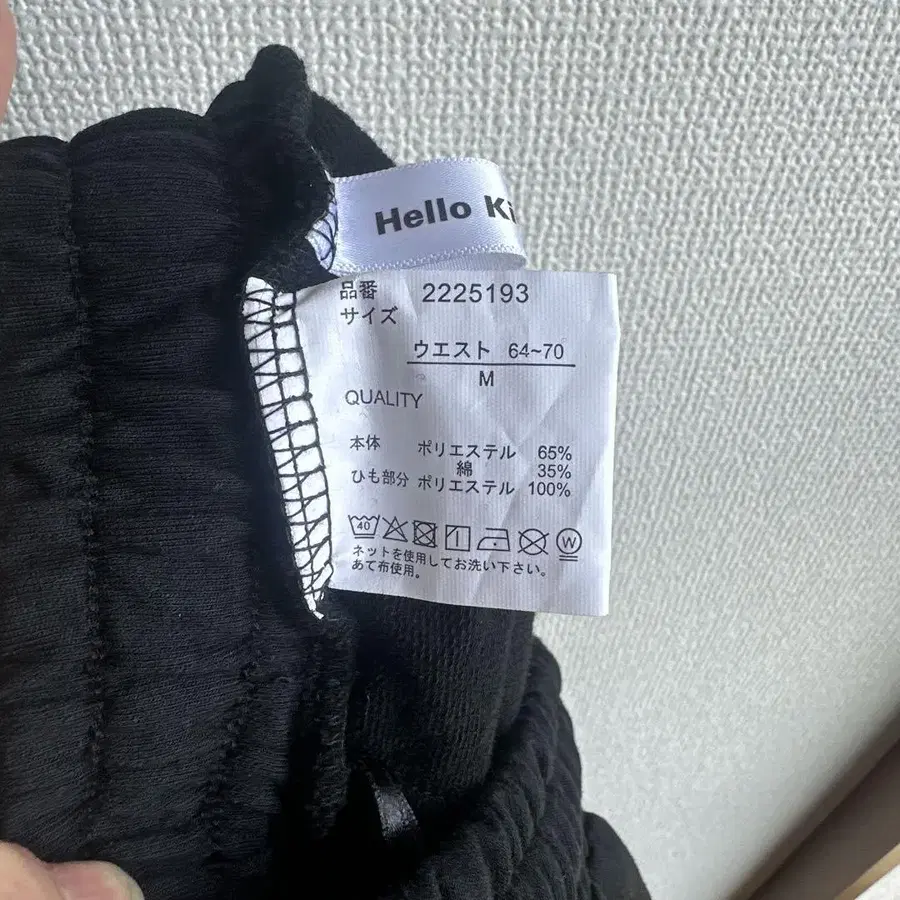 Hello Ki
品番 2225193
サイズ
ウエスト 64~70
M
QUALITY
本体 ポリエステル 65%
綿 35%
ひも部分 ポリエステル 100%
40 W
ネットを使用してお洗い下さい。
あて布使用。